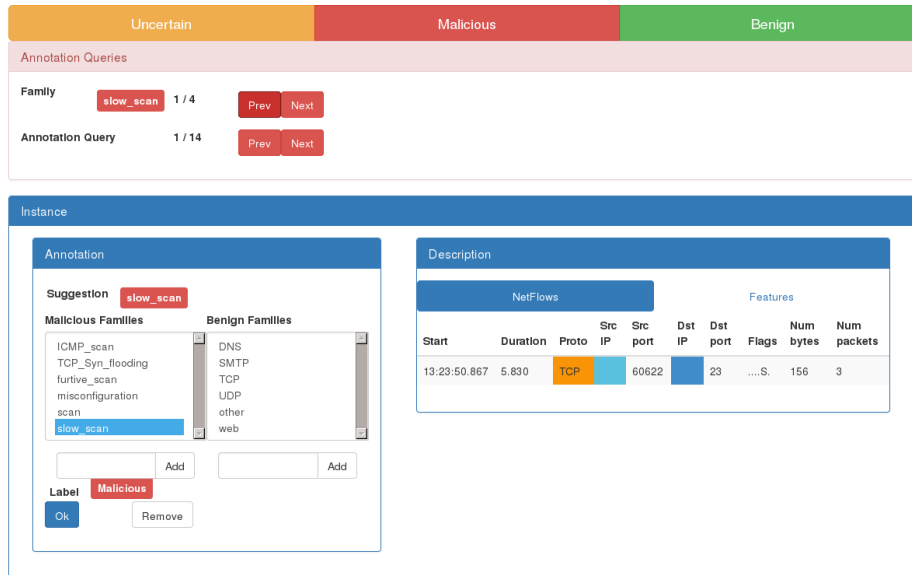 Uncertain Malicious Benign
Annotation Queries
Family slow_scan 1 / 4 Prev Next
Annotation Query 1 / 14 Prev Next
Instance
Annotation
Suggestion slow_scan
Malicious Families Benign Families
ICMP_scan DNS
TCP_Syn_flooding SMTP
furtive_scan TCP
misconfiguration UDP
scan other
slow_scan web
Add Add
Label Malicious
Ok Remove
Description
NetFlows Features
Start Duration Proto Src IP Src port Dst IP Dst port Flags Num bytes Num packets
13:23:50.867 5.830 TCP 60622 23 ....S. 156 3